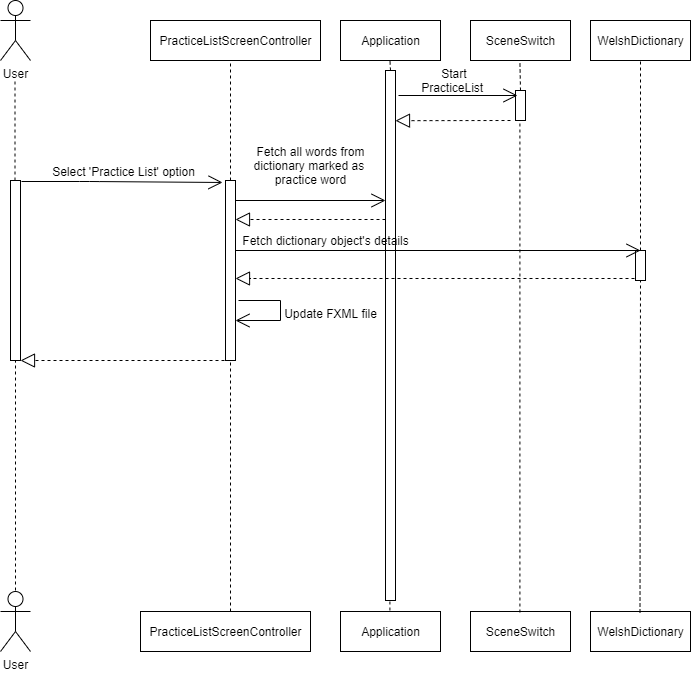 PracticeListScreenController
Application
SceneSwitch
WelshDictionary
User
Start
PracticeList
Select 'Practice List' option
Fetch all words from
dictionary marked as
practice word
Fetch dictionary object's details
Update FXML file
PracticeListScreenController
Application
SceneSwitch
WelshDictionary
User